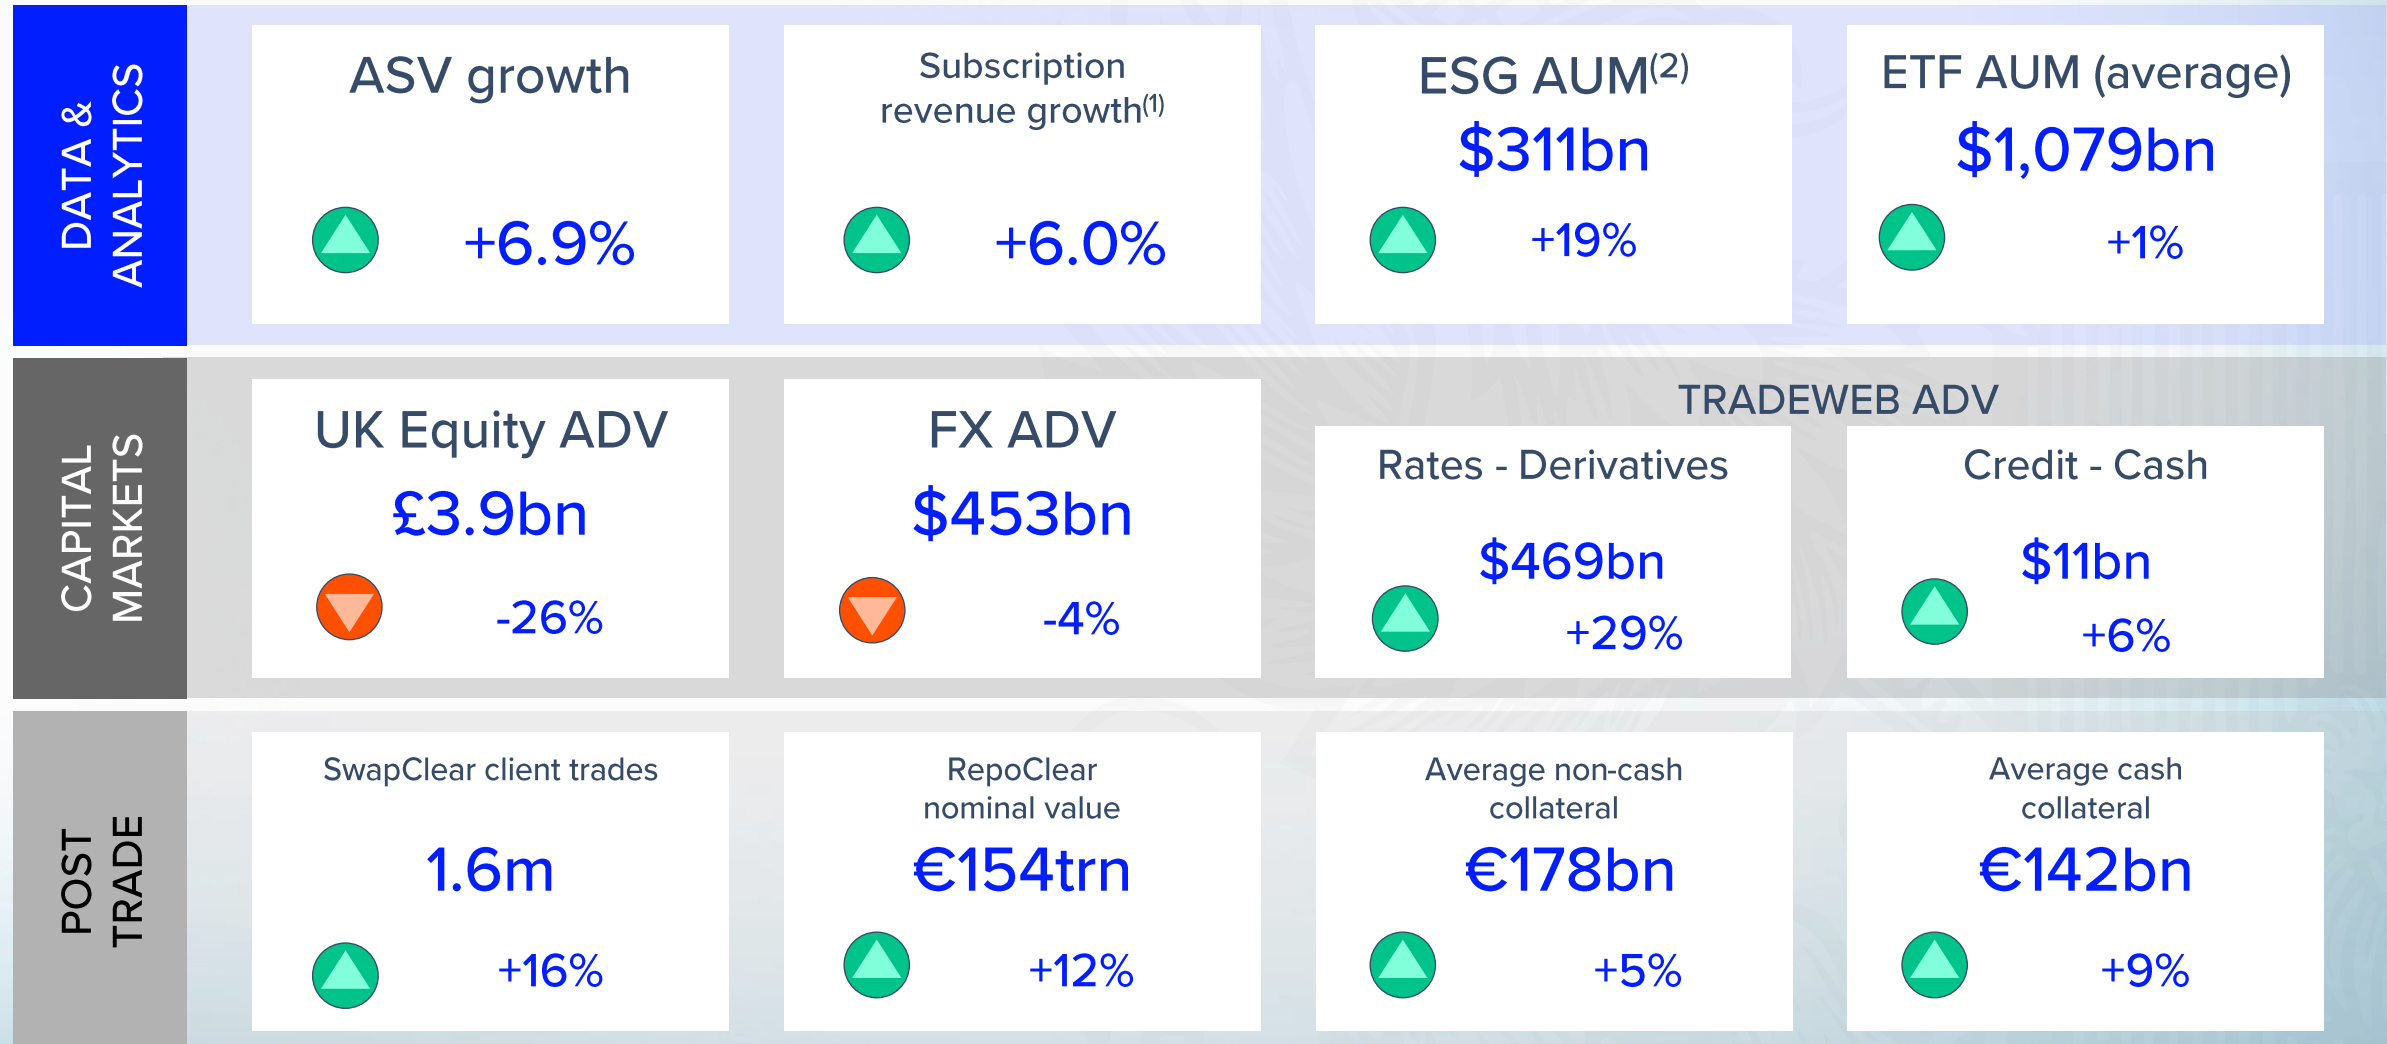 DATA &
ANALYTICS
ASV growth
+6.9%
Subscription
revenue growth(1)
+6.0%
ESG AUM(2)
$311bn
+19%
ETF AUM (average)
$1,079bn
+1%
CAPITAL
MARKETS
UK Equity ADV
£3.9bn
-26%
FX ADV
$453bn
-4%
TRADEWEB ADV
Rates - Derivatives
$469bn
+29%
Credit - Cash
$11bn
+6%
POST
TRADE
SwapClear client trades
1.6m
+16%
RepoClear
nominal value
€154trn
+12%
Average non-cash
collateral
€178bn
+5%
Average cash
collateral
€142bn
+9%